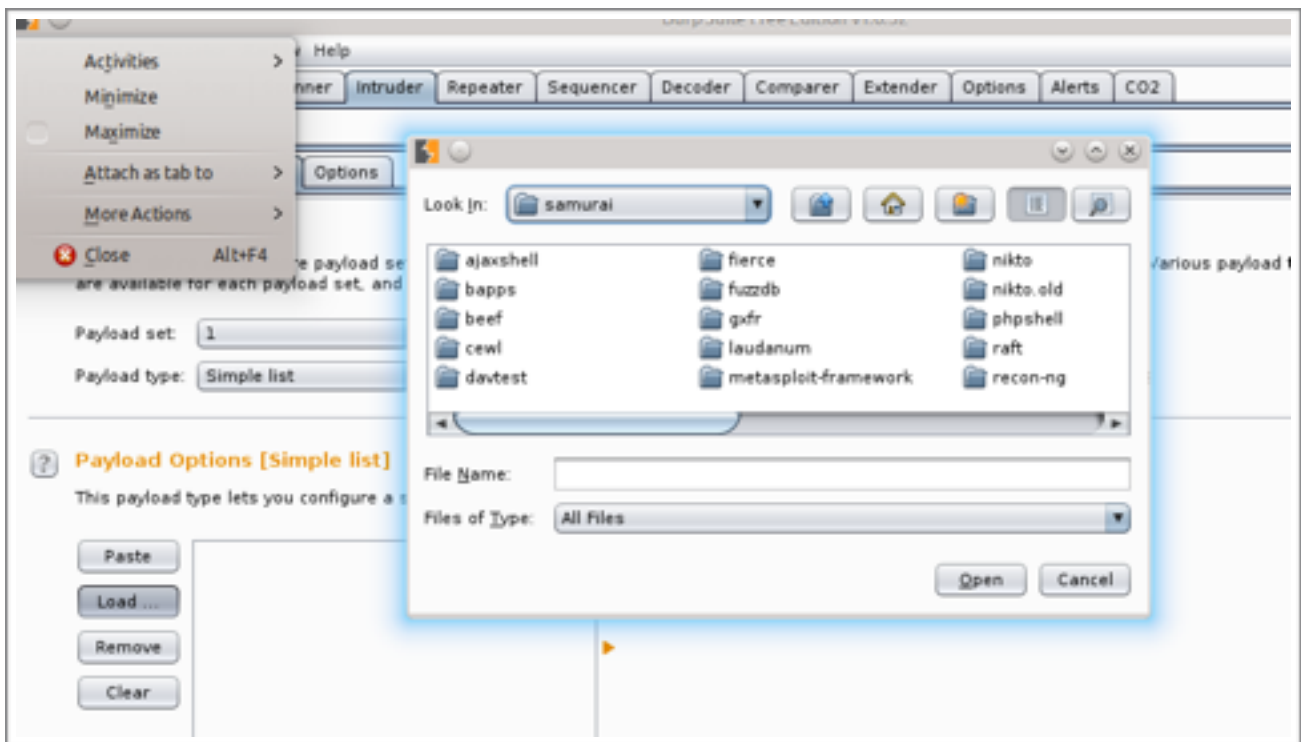 Activities
Minimize
Maximize
Attach as tab to
More Actions
Close Alt+F4
Help
Intruder Repeater Sequencer Decoder Comparer Extender Options Alerts CO2
Options
payload
are available for each payload set, and
Various payload
Payload set: 1
Payload type: Simple list
Payload Options [Simple list]
This payload type lets you configure a
Paste
Load ...
Remove
Clear
Look In: samurai
ajaxshell fierce nikto
bapps fuzzdb nikto.old
beef gxfr phpshell
cewl laudanum raft
davtest metasploit-framework recon-ng
File Name:
Files of Type: All Files
Open Cancel